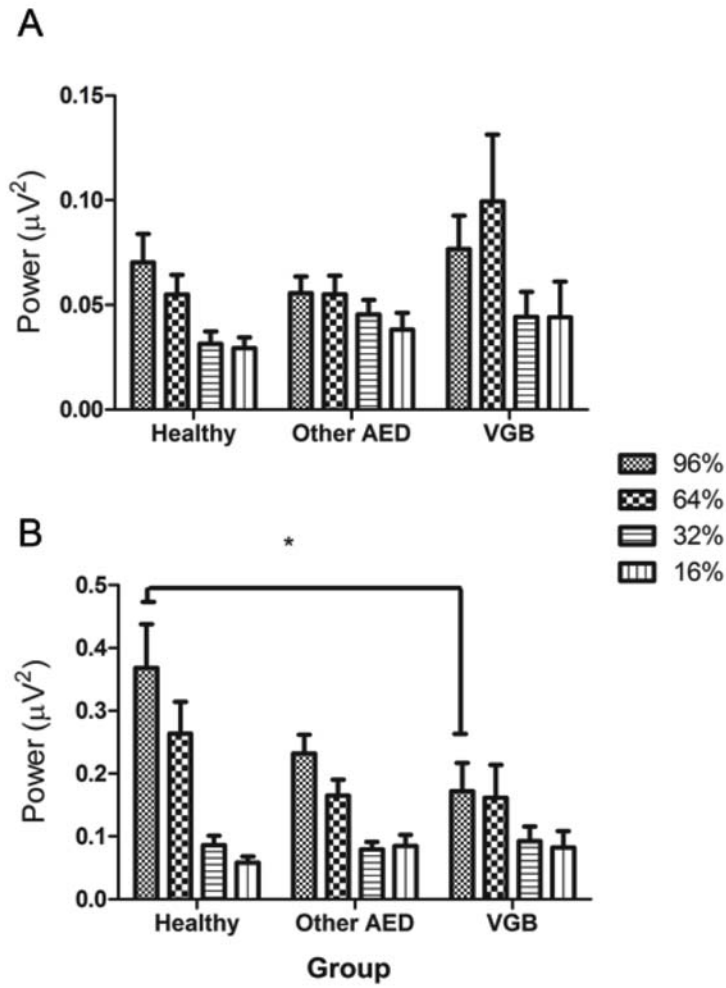 A
0.15
0.10
0.05
0.00
Power (μV²)
Healthy Other AED VGB
96%
64%
32%
16%
B
*
0.5
0.4
0.3
0.2
0.1
0.0
Power (μV²)
Healthy Other AED VGB
Group